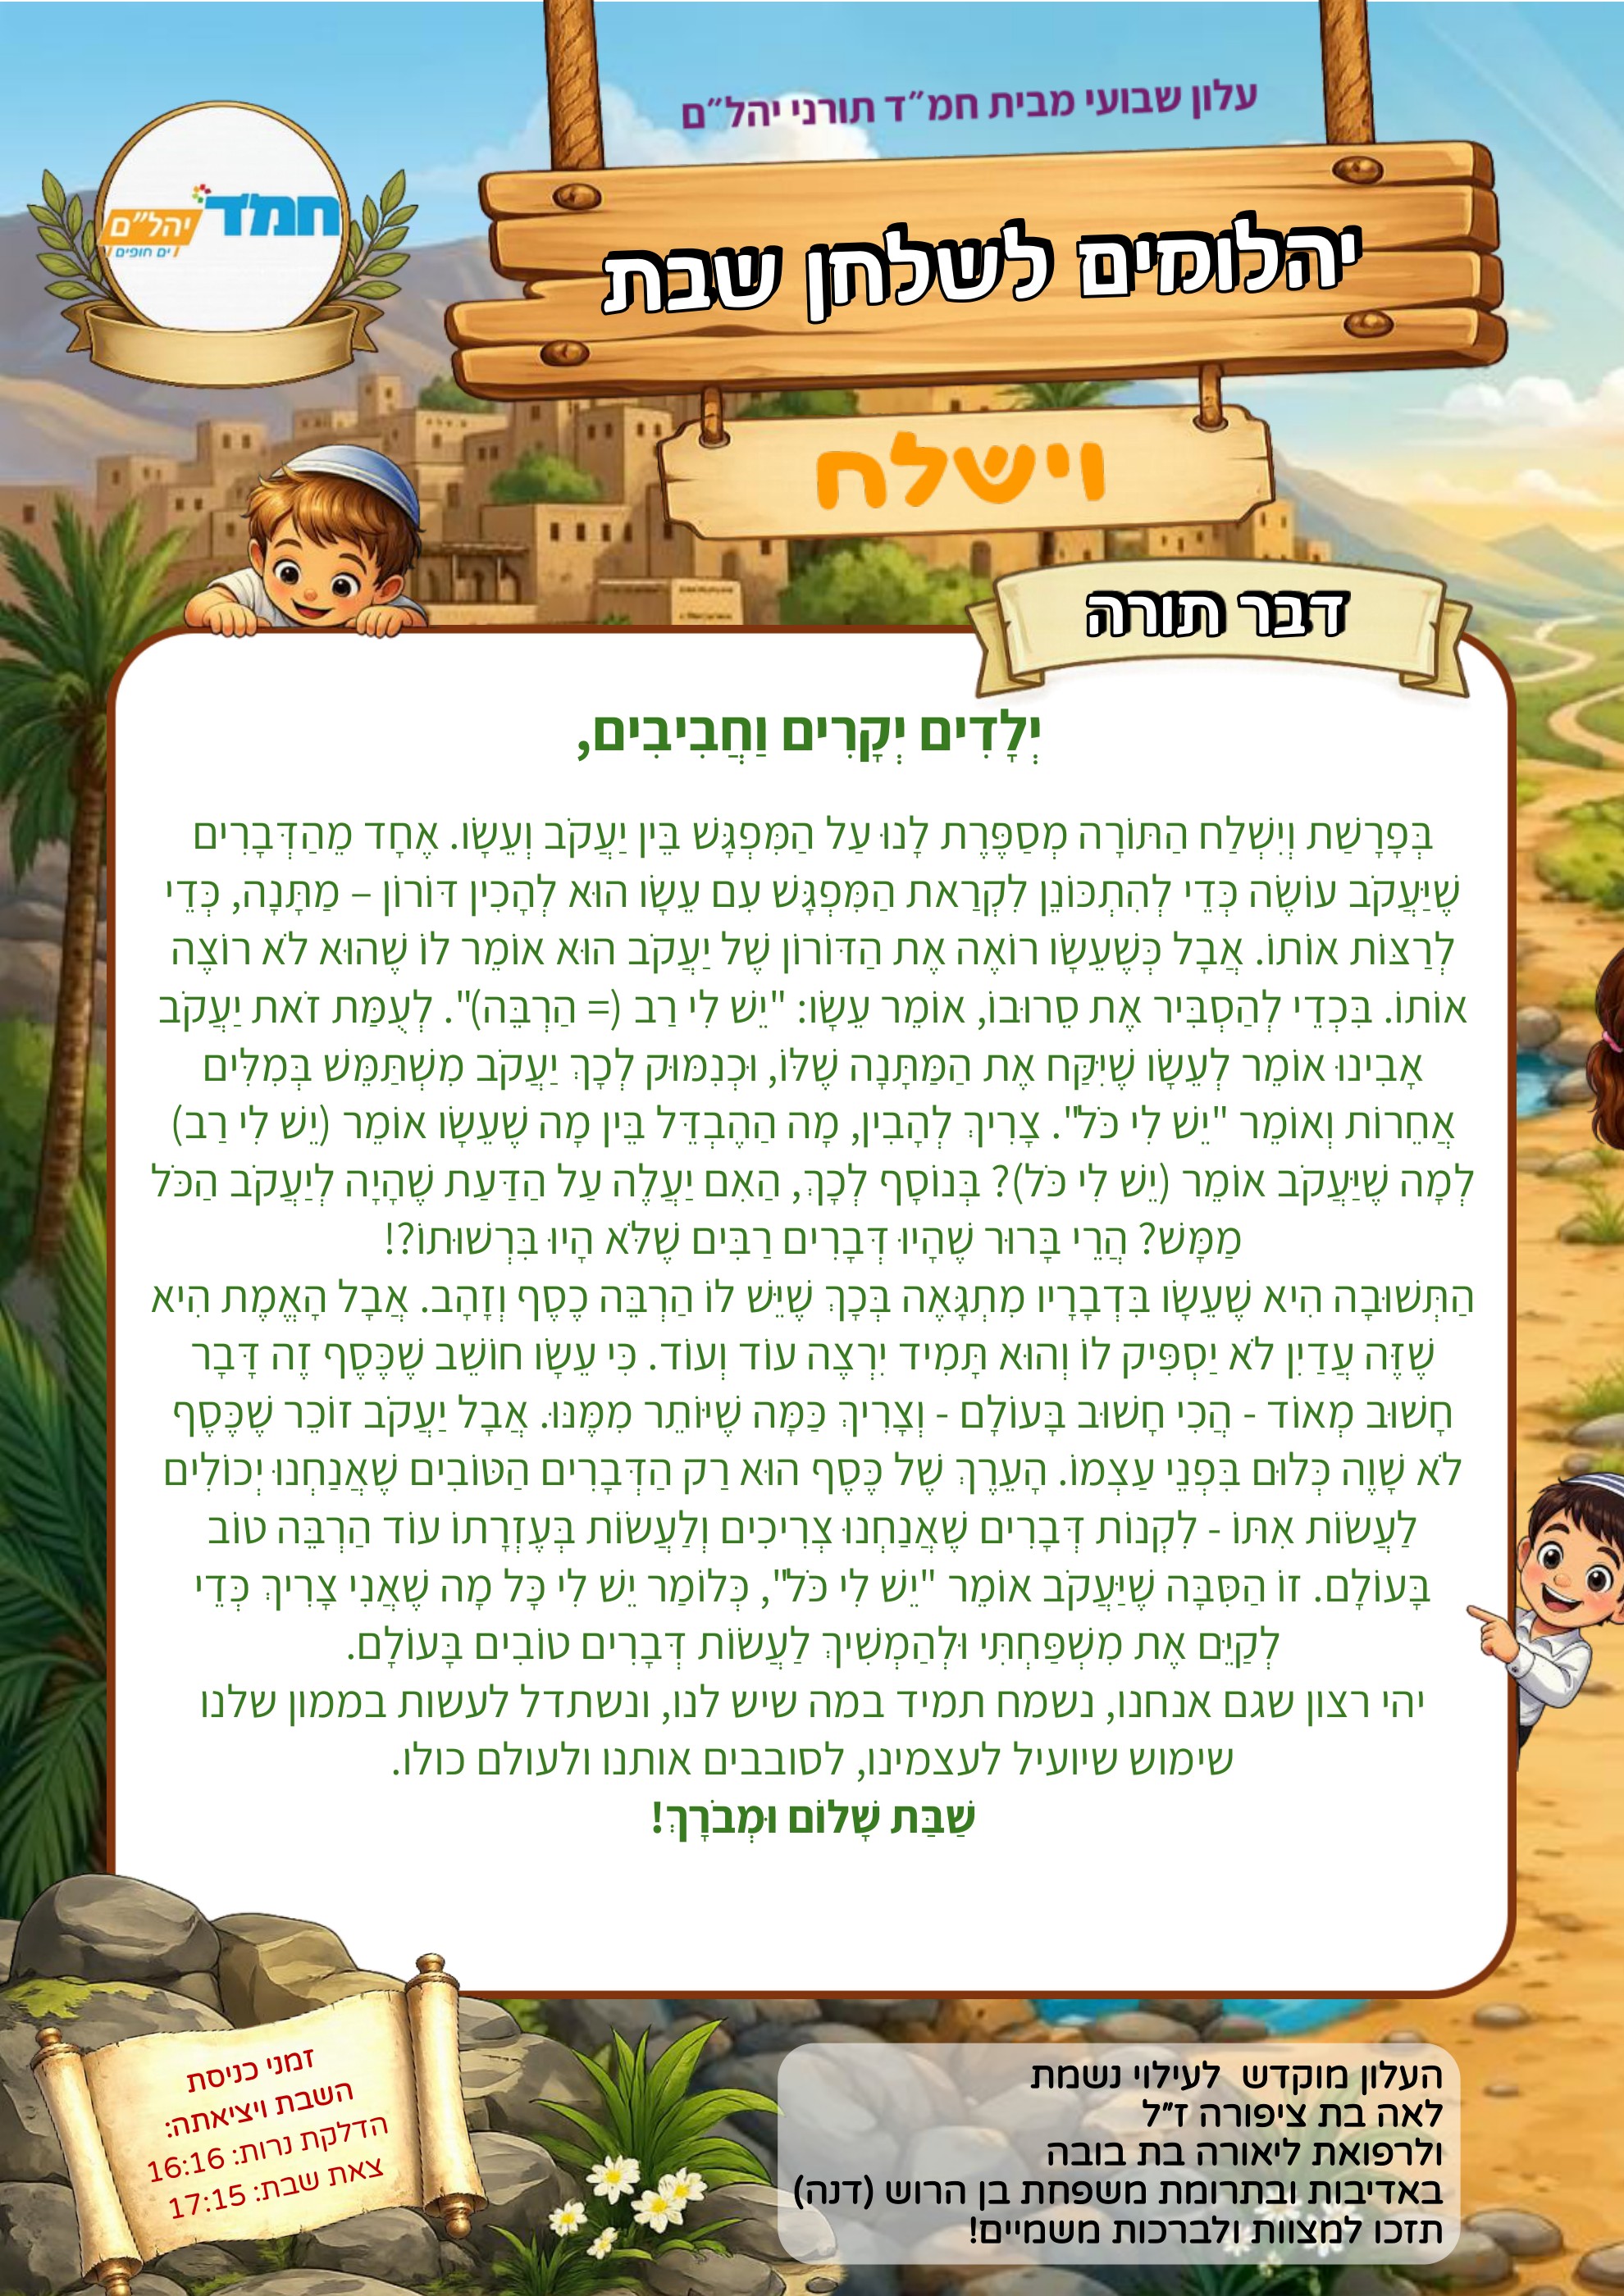 עלון שבועי מבית חמ״ד תורני יהל״ם
חמ״ד
יהל״ם
ים חופים
יהלומים לשלחן שבת
וישלח
דבר תורה
יְלָדִים יְקָרִים וַחֲבִיבִים,
בְּפָרָשַׁת וְיִשְׁלַח הַתּוֹרָה מְסַפֶּרֶת לָנוּ עַל הַמִּפְגָּשׁ בֵּין יַעֲקֹב וְעֵשָׂו. אֶחָד מֵהַדְּבָרִים
שֶׁיַּעֲקֹב עוֹשֶׂה כְּדֵי לְהִתְכּוֹנֵן לִקְרַאת הַמִּפְגָּשׁ עִם עֵשָׂו הוּא לְהָכִין דּוֹרוֹן – מַתָּנָה, כְּדֵי
לְרַצּוֹת אוֹתוֹ. אֲבָל כְּשֶׁעֵשָׂו רוֹאֶה אֶת הַדּוֹרוֹן שֶׁל יַעֲקֹב הוּא אוֹמֵר לוֹ שֶׁהוּא לֹא רוֹצֶה
אוֹתוֹ. בִּכְדֵי לְהַסְבִּיר אֶת סֵרוּבוֹ, אוֹמֵר עֵשָׂו: "יֵשׁ לִי רַב (= הַרְבֵּה)". לְעֻמַּת זֹאת יַעֲקֹב
אָבִינוּ אוֹמֵר לְעֵשָׂו שֶׁיִּקַּח אֶת הַמַּתָּנָה שֶׁלּוֹ, וּכְנִמּוּק לְכָךְ יַעֲקֹב מִשְׁתַּמֵּשׁ בְּמִלִּים
אֲחֵרוֹת וְאוֹמֵר "יֵשׁ לִי כֹּל". צָרִיךְ לְהָבִין, מָה הַהֶבְדֵּל בֵּין מָה שֶׁעֵשָׂו אוֹמֵר (יֵשׁ לִי רַב)
לְמָה שֶׁיַּעֲקֹב אוֹמֵר (יֵשׁ לִי כֹּל)? בְּנוֹסָף לְכָךְ, הַאִם יַעֲלֶה עַל הַדַּעַת שֶׁהָיָה לְיַעֲקֹב הַכֹּל
מַמָּשׁ? הֲרֵי בָּרוּר שֶׁהָיוּ דְּבָרִים רַבִּים שֶׁלֹּא הָיוּ בִּרְשׁוּתוֹ?!
הַתְּשׁוּבָה הִיא שֶׁעֵשָׂו בִּדְבָרָיו מִתְגָּאֶה בְּכָךְ שֶׁיֵּשׁ לוֹ הַרְבֵּה כֶסֶף וְזָהָב. אֲבָל הָאֱמֶת הִיא
שֶׁזֶּה עֲדַיִן לֹא יַסְפִּיק לוֹ וְהוּא תָּמִיד יִרְצֶה עוֹד וְעוֹד. כִּי עֵשָׂו חוֹשֵׁב שֶׁכֶּסֶף זֶה דָּבָר
חָשׁוּב מְאוֹד - הֲכִי חָשׁוּב בָּעוֹלָם - וְצָרִיךְ כַּמָּה שֶׁיּוֹתֵר מִמֶּנּוּ. אֲבָל יַעֲקֹב זוֹכֵר שֶׁכֶּסֶף
לֹא שָׁוֶה כְּלוּם בִּפְנֵי עַצְמוֹ. הָעֵרֶךְ שֶׁל כֶּסֶף הוּא רַק הַדְּבָרִים הַטּוֹבִים שֶׁאֲנַחְנוּ יְכוֹלִים
לַעֲשׂוֹת אִתּוֹ - לִקְנוֹת דְּבָרִים שֶׁאֲנַחְנוּ צְרִיכִים וְלַעֲשׂוֹת בְּעֶזְרָתוֹ עוֹד הַרְבֵּה טוֹב
בָּעוֹלָם. זוֹ הַסִּבָּה שֶׁיַּעֲקֹב אוֹמֵר "יֵשׁ לִי כֹּל", כְּלוֹמַר יֵשׁ לִי כָּל מָה שֶׁאֲנִי צָרִיךְ כְּדֵי
לְקַיֵּם אֶת מִשְׁפַּחְתִּי וּלְהַמְשִׁיךְ לַעֲשׂוֹת דְּבָרִים טוֹבִים בָּעוֹלָם.
יהי רצון שגם אנחנו, נשמח תמיד במה שיש לנו, ונשתדל לעשות בממון שלנו
שימוש שיועיל לעצמינו, לסובבים אותנו ולעולם כולו.
שַׁבַּת שָׁלוֹם וּמְבֹרָךְ!
זמני כניסת
השבת ויציאתה:
הדלקת נרות: 16:16
צאת שבת: 17:15
העלון מוקדש לעילוי נשמת
לאה בת ציפורה ז״ל
ולרפואת ליאורה בת בובה
באדיבות ובתרומת משפחת בן הרוש (דנה)
תזכו למצוות ולברכות משמיים!